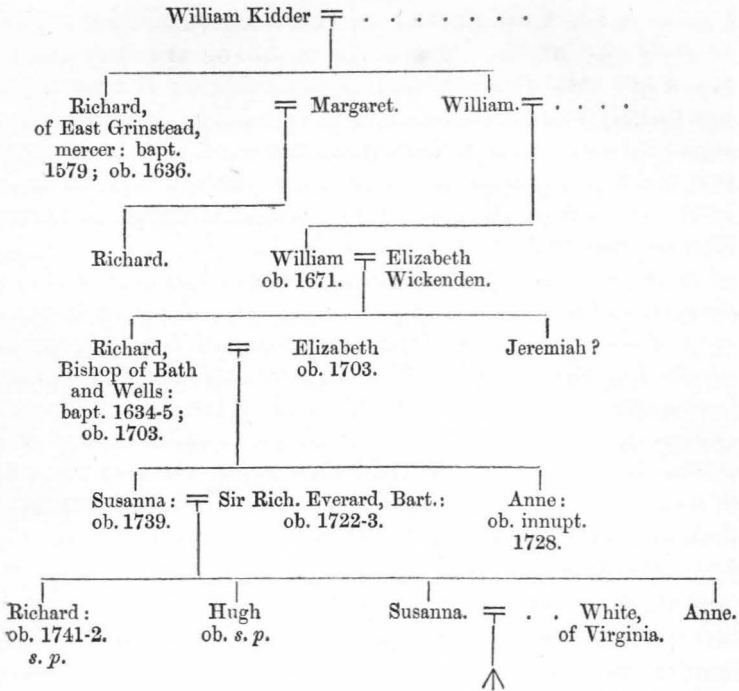 William Kidder = . . . . . . .
Richard, = Margaret. William. = . . . .
of East Grinstead,
mercer: bapt.
1579; ob. 1636.
Richard. William = Elizabeth
ob. 1671. Wickenden.
Richard, = Elizabeth Jeremiah?
Bishop of Bath ob. 1703.
and Wells:
bapt. 1634-5;
ob. 1703.
Susanna: = Sir Rich. Everard, Bart.: Anne:
ob. 1739. ob. 1722-3. ob. innupt.
1728.
Richard: Hugh Susanna. = . . White, Anne.
ob. 1741-2. ob. s. p. of Virginia.
s. p.